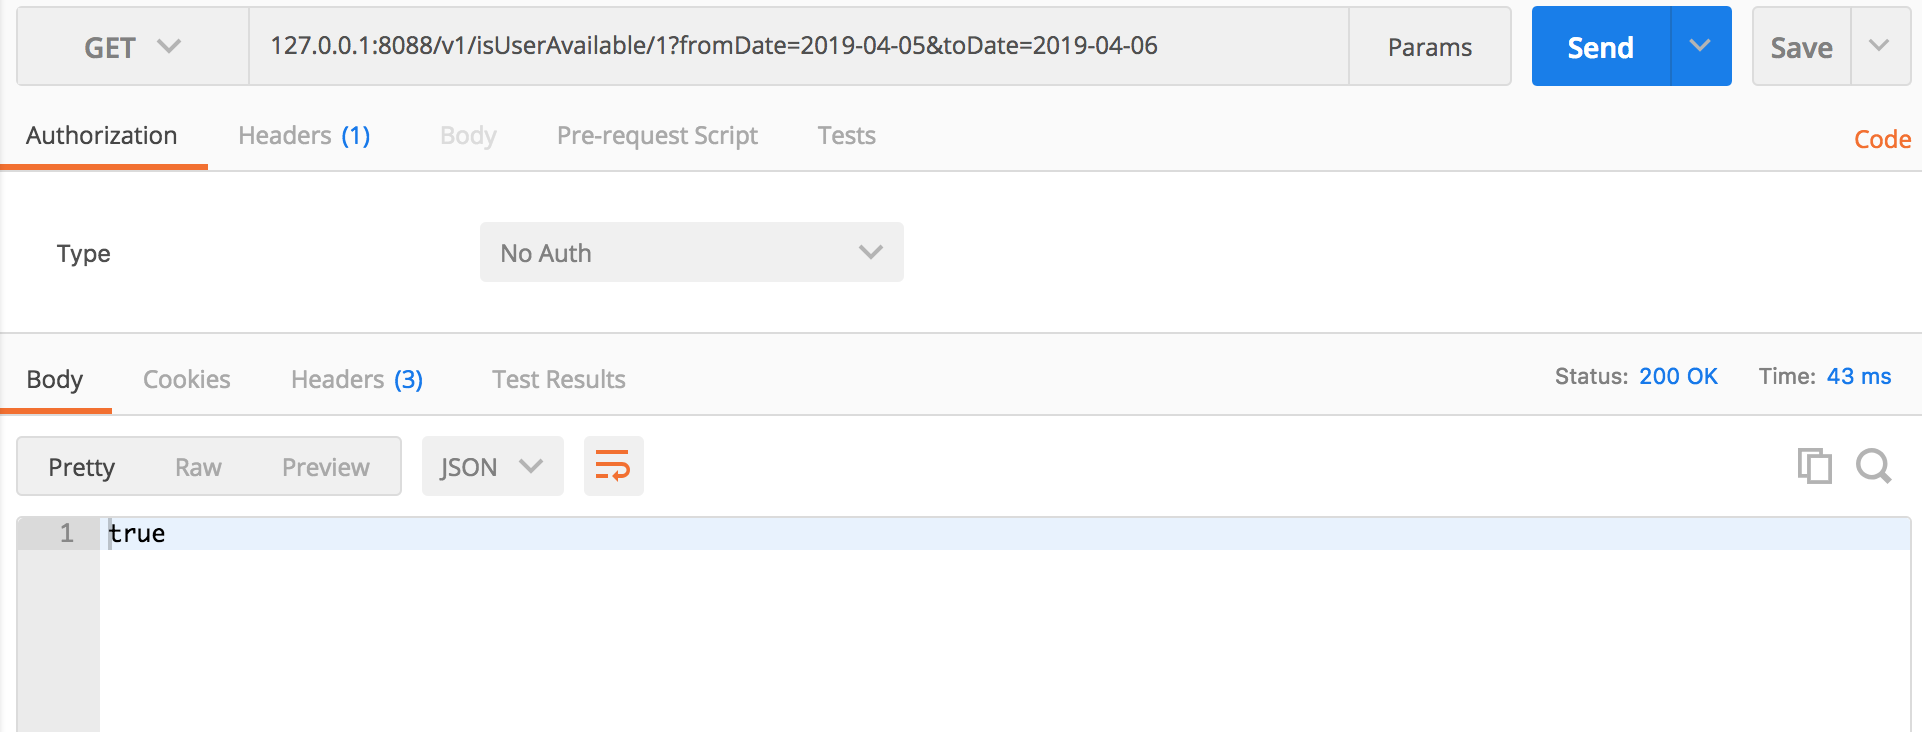 GET 127.0.0.1:8088/v1/isUserAvailable/1?fromDate=2019-04-05&toDate=2019-04-06 Params Send Save
Authorization Headers (1) Body Pre-request Script Tests Code
Type No Auth
Body Cookies Headers (3) Test Results Status: 200 OK Time: 43 ms
Pretty Raw Preview JSON
1 true